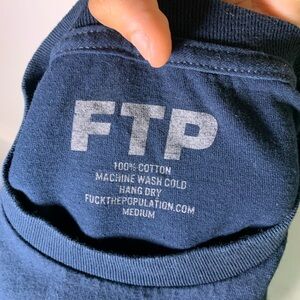 FTP
100% COTTON
MACHINE WASH COLD
HANG DRY
FUCKTHEPOPULATION.COM
MEDIUM